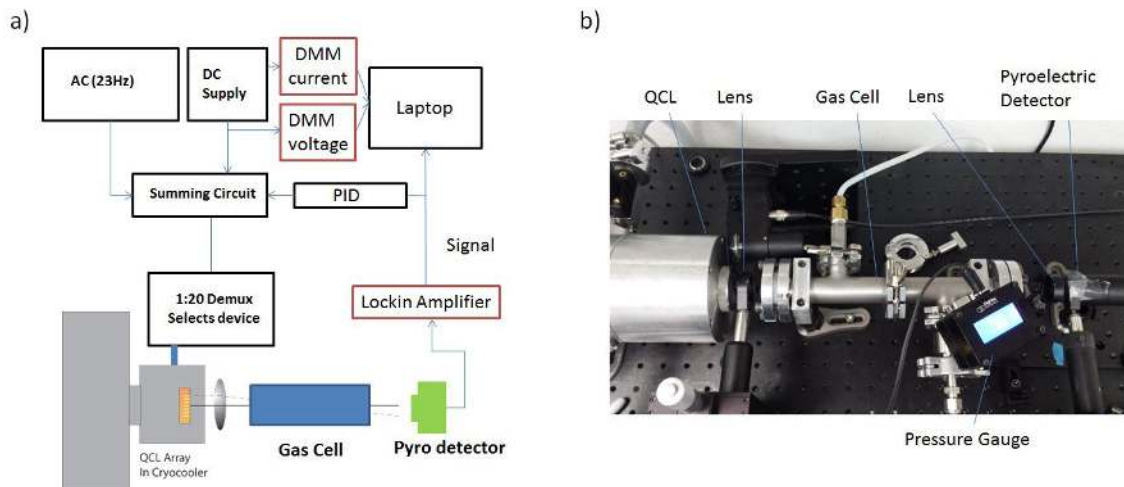 a)
AC (23Hz)
DC
Supply
DMM
current
DMM
voltage
Laptop
Summing Circuit
PID
Signal
1:20 Demux
Selects device
Lockin Amplifier
Gas Cell
Pyro detector
QCL Array
In Cryocooler
b)
QCL
Lens
Gas Cell
Lens
Pyroelectric
Detector
Pressure Gauge